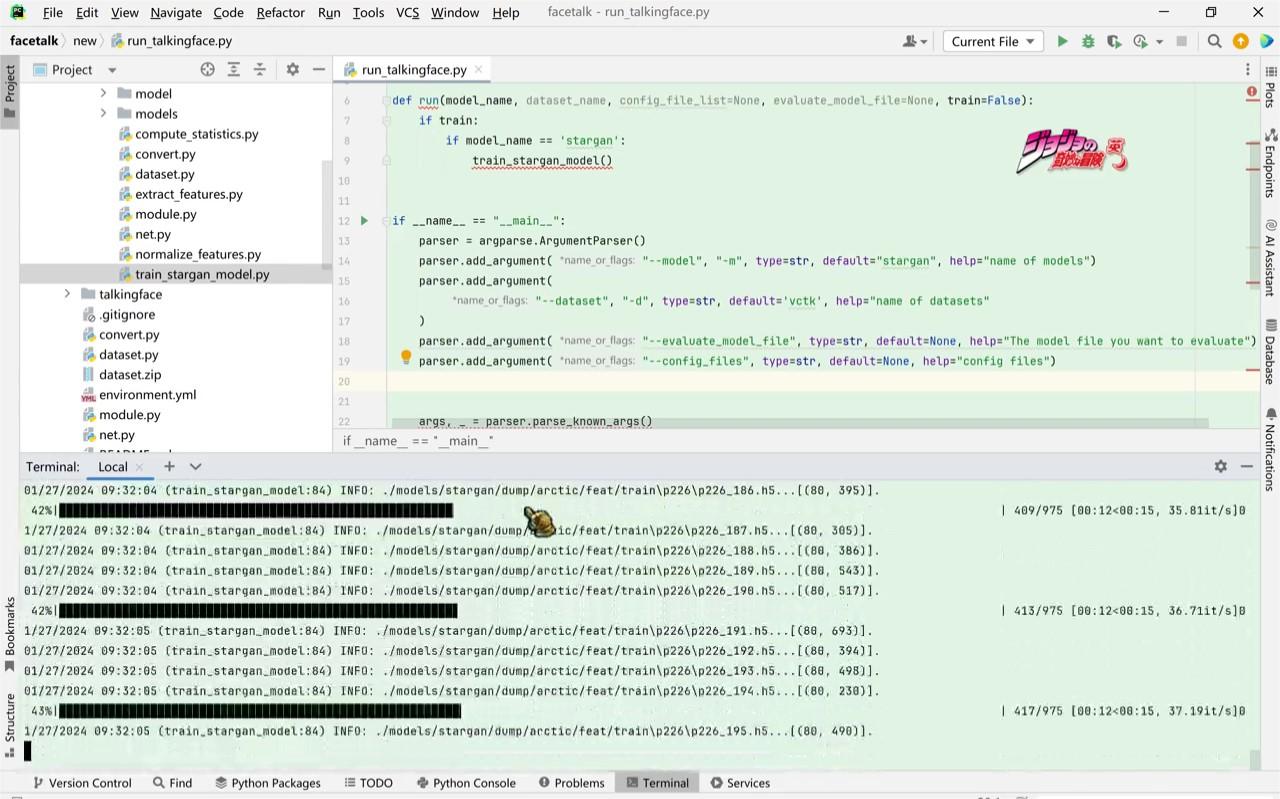 File Edit View Navigate Code Refactor Run Tools VCS Window Help facetalk - run_talkingface.py
facetalk new run_talkingface.py
Current File
Project
run_talkingface.py
Project
model
models
compute_statistics.py
convert.py
dataset.py
extract_features.py
module.py
net.py
normalize_features.py
train_stargan_model.py
talkingface
.gitignore
convert.py
dataset.py
dataset.zip
environment.yml
module.py
net.py
6 def run(model_name, dataset_name, config_file_list=None, evaluate_model_file=None, train=False):
7 if train:
8 if model_name == 'stargan':
9 train_stargan_model()
10
11
12 if __name__ == "__main__":
13 parser = argparse.ArgumentParser()
14 parser.add_argument( *name_or_flags: "--model", "-m", type=str, default="stargan", help="name of models")
15 parser.add_argument(
16 *name_or_flags: "--dataset", "-d", type=str, default='vctk', help="name of datasets"
17 )
18 parser.add_argument( *name_or_flags: "--evaluate_model_file", type=str, default=None, help="The model file you want to evaluate")
19 parser.add_argument( *name_or_flags: "--config_files", type=str, default=None, help="config files")
20
21
22 args, _ = parser.parse_known_args()
if __name__ == "__main__"
ジョジョの
奇妙な冒険
英
Plots
Endpoints
AI Assistant
Database
Notifications
Terminal: Local
01/27/2024 09:32:04 (train_stargan_model:84) INFO: ./models/stargan/dump/arctic/feat/train\p226\p226_186.h5...[(80, 395)].
42%| | 409/975 [00:12<00:15, 35.81it/s]0
1/27/2024 09:32:04 (train_stargan_model:84) INFO: ./models/stargan/dump/arctic/feat/train\p226\p226_187.h5...[(80, 305)].
01/27/2024 09:32:04 (train_stargan_model:84) INFO: ./models/stargan/dump/arctic/feat/train\p226\p226_188.h5...[(80, 386)].
01/27/2024 09:32:04 (train_stargan_model:84) INFO: ./models/stargan/dump/arctic/feat/train\p226\p226_189.h5...[(80, 543)].
01/27/2024 09:32:04 (train_stargan_model:84) INFO: ./models/stargan/dump/arctic/feat/train\p226\p226_190.h5...[(80, 517)].
42%| | 413/975 [00:12<00:15, 36.71it/s]0
1/27/2024 09:32:05 (train_stargan_model:84) INFO: ./models/stargan/dump/arctic/feat/train\p226\p226_191.h5...[(80, 693)].
01/27/2024 09:32:05 (train_stargan_model:84) INFO: ./models/stargan/dump/arctic/feat/train\p226\p226_192.h5...[(80, 394)].
01/27/2024 09:32:05 (train_stargan_model:84) INFO: ./models/stargan/dump/arctic/feat/train\p226\p226_193.h5...[(80, 498)].
01/27/2024 09:32:05 (train_stargan_model:84) INFO: ./models/stargan/dump/arctic/feat/train\p226\p226_194.h5...[(80, 230)].
43%| | 417/975 [00:12<00:15, 37.19it/s]0
1/27/2024 09:32:05 (train_stargan_model:84) INFO: ./models/stargan/dump/arctic/feat/train\p226\p226_195.h5...[(80, 490)].
Bookmarks
Structure
Version Control Find Python Packages TODO Python Console Problems Terminal Services